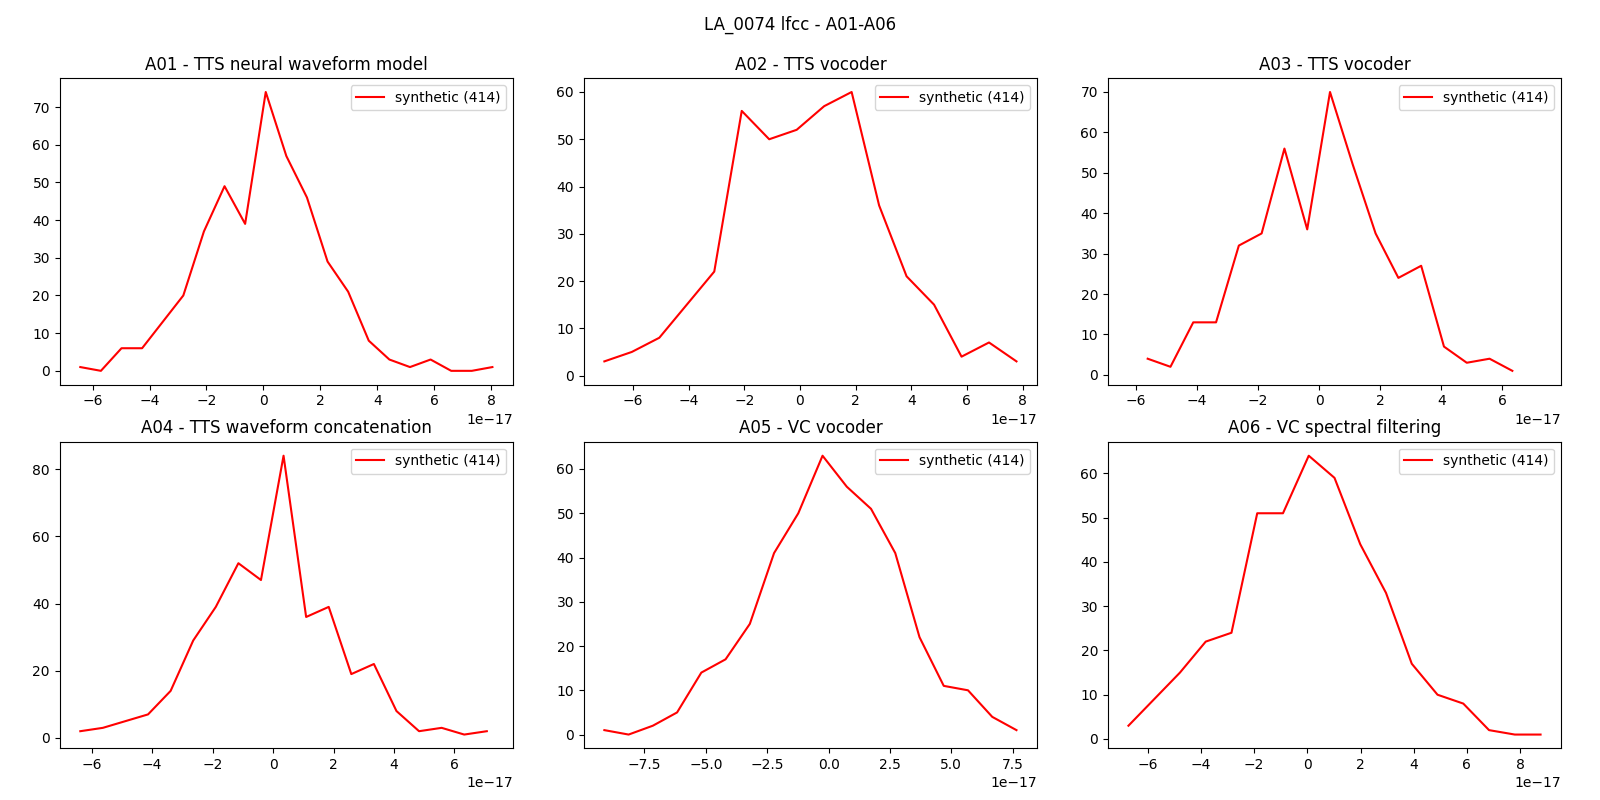 LA_0074 lfcc - A01-A06
A01 - TTS neural waveform model
synthetic (414)
70
60
50
40
30
20
10
0
−6 −4 −2 0 2 4 6 8
1e−17
A02 - TTS vocoder
synthetic (414)
60
50
40
30
20
10
0
−6 −4 −2 0 2 4 6 8
1e−17
A03 - TTS vocoder
synthetic (414)
70
60
50
40
30
20
10
0
−6 −4 −2 0 2 4 6
1e−17
A04 - TTS waveform concatenation
synthetic (414)
80
60
40
20
0
−6 −4 −2 0 2 4 6
1e−17
A05 - VC vocoder
synthetic (414)
60
50
40
30
20
10
0
−7.5 −5.0 −2.5 0.0 2.5 5.0 7.5
1e−17
A06 - VC spectral filtering
synthetic (414)
60
50
40
30
20
10
0
−6 −4 −2 0 2 4 6 8
1e−17